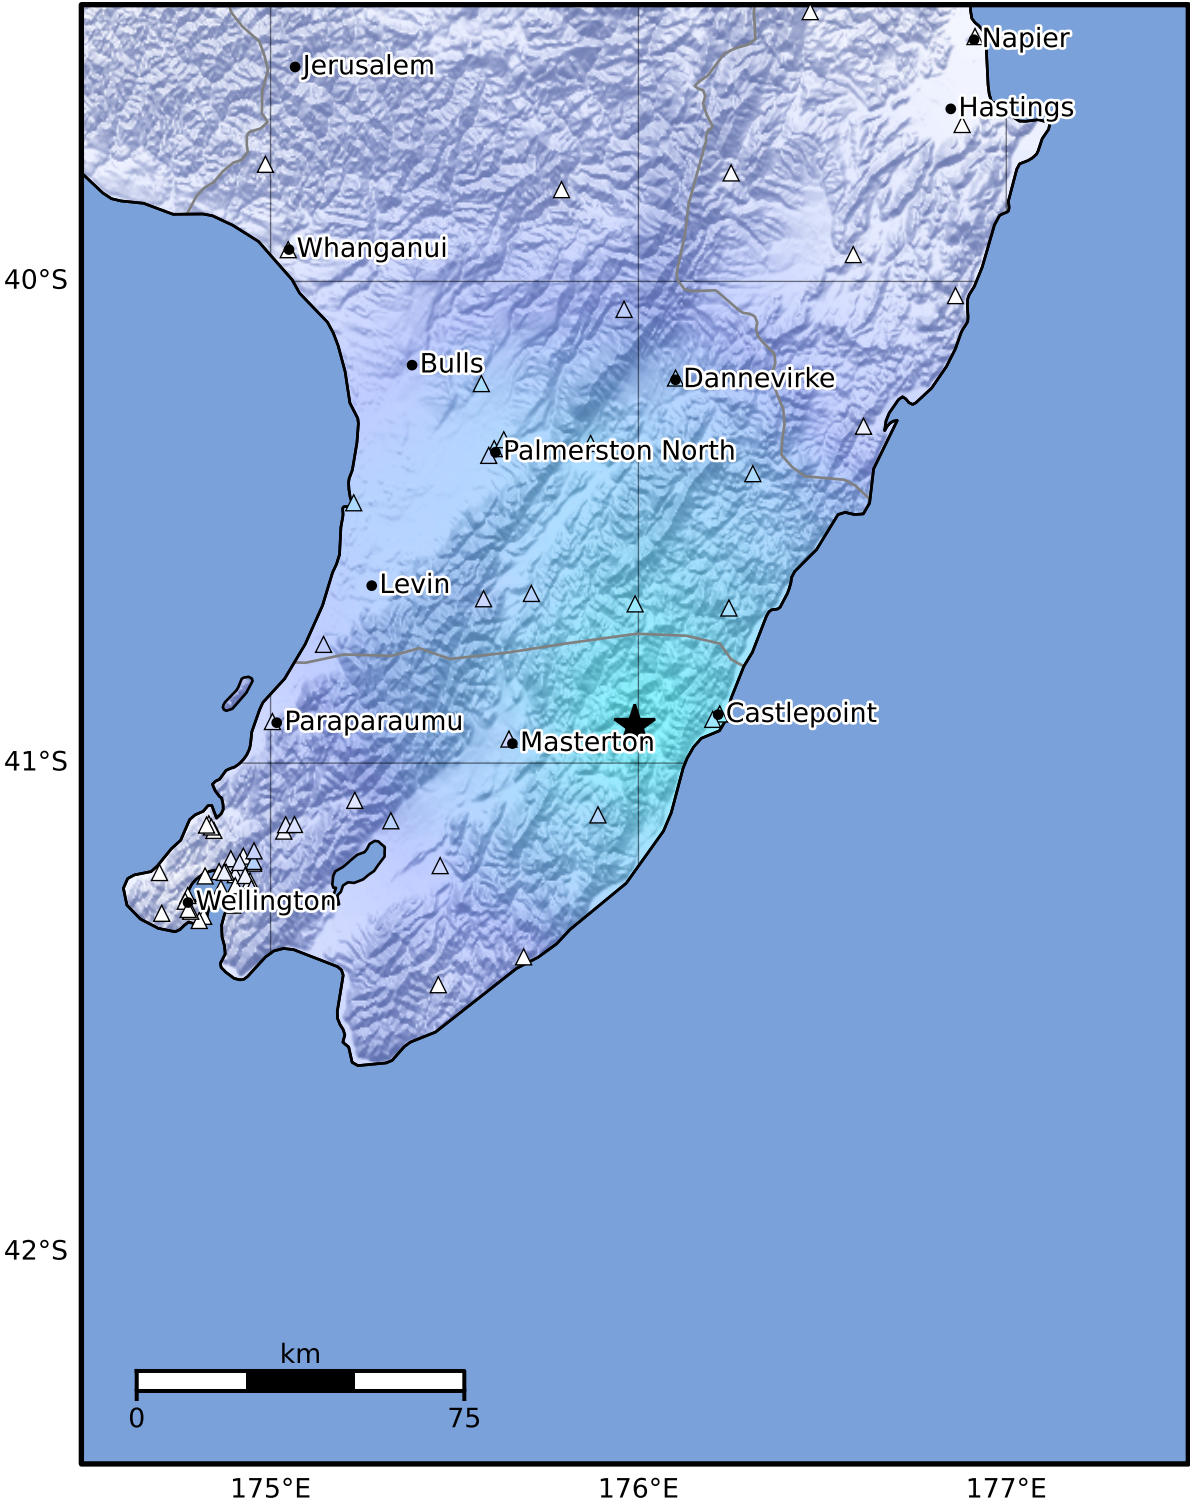 Napier
Jerusalem
Hastings
Whanganui
40°S
Bulls
Dannevirke
Palmerston North
Levin
Castlepoint
Paraparaumu
Masterton
41°S
Wellington
42°S
km
0 75
175°E 176°E 177°E